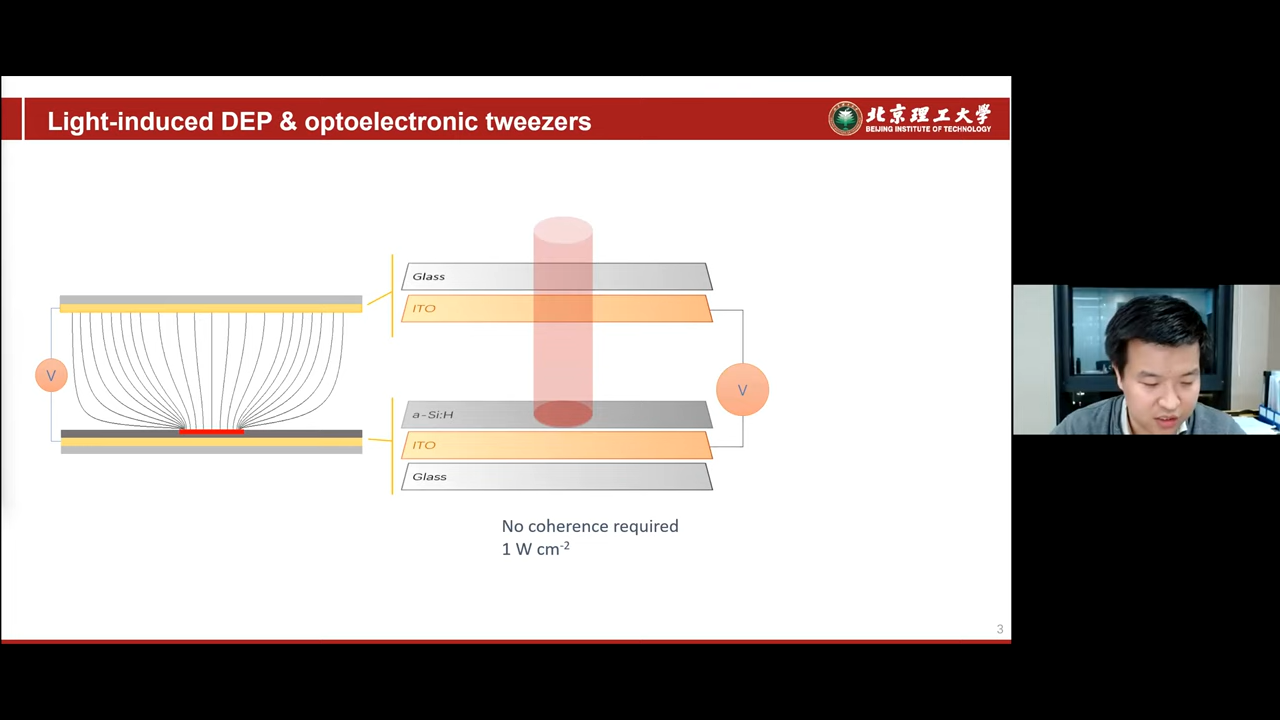 Light-induced DEP & optoelectronic tweezers
北京理工大学
BEIJING INSTITUTE OF TECHNOLOGY
Glass
ITO
V
a-Si:H
ITO
Glass
V
No coherence required
1 W cm⁻²
3